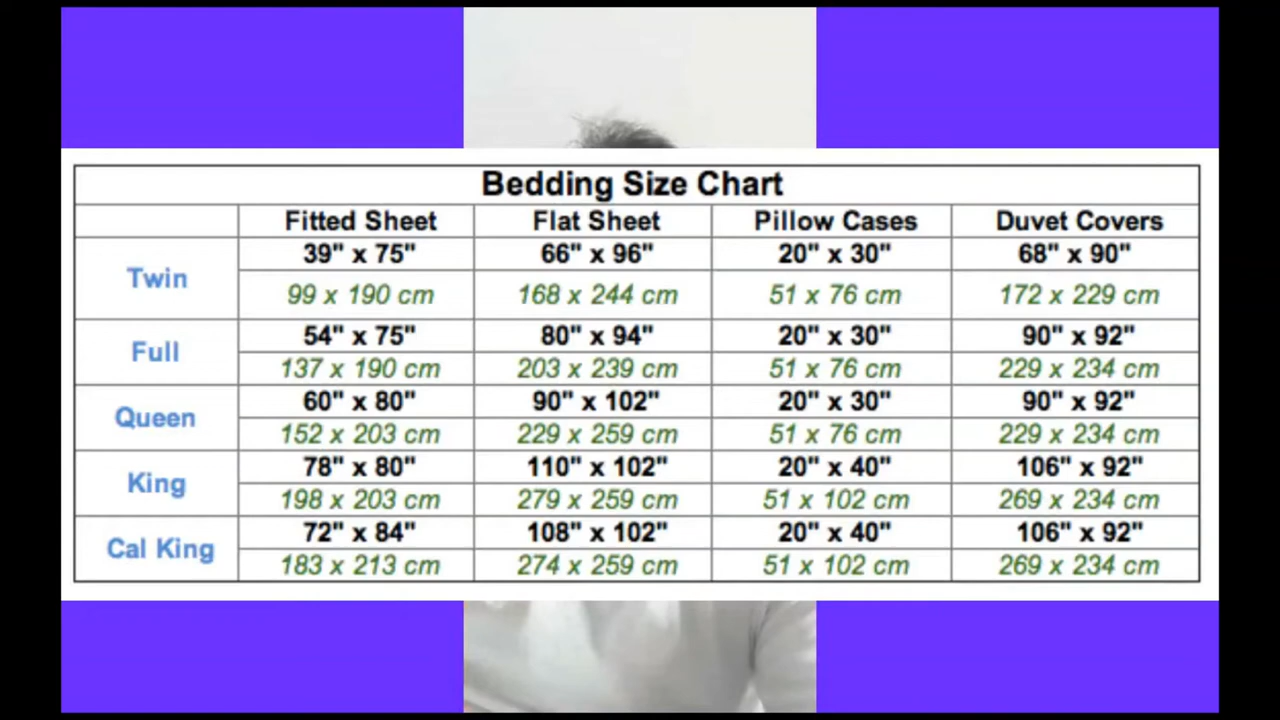 Bedding Size Chart
Fitted Sheet Flat Sheet Pillow Cases Duvet Covers
Twin 39" x 75" 66" x 96" 20" x 30" 68" x 90"
99 x 190 cm 168 x 244 cm 51 x 76 cm 172 x 229 cm
Full 54" x 75" 80" x 94" 20" x 30" 90" x 92"
137 x 190 cm 203 x 239 cm 51 x 76 cm 229 x 234 cm
Queen 60" x 80" 90" x 102" 20" x 30" 90" x 92"
152 x 203 cm 229 x 259 cm 51 x 76 cm 229 x 234 cm
King 78" x 80" 110" x 102" 20" x 40" 106" x 92"
198 x 203 cm 279 x 259 cm 51 x 102 cm 269 x 234 cm
Cal King 72" x 84" 108" x 102" 20" x 40" 106" x 92"
183 x 213 cm 274 x 259 cm 51 x 102 cm 269 x 234 cm